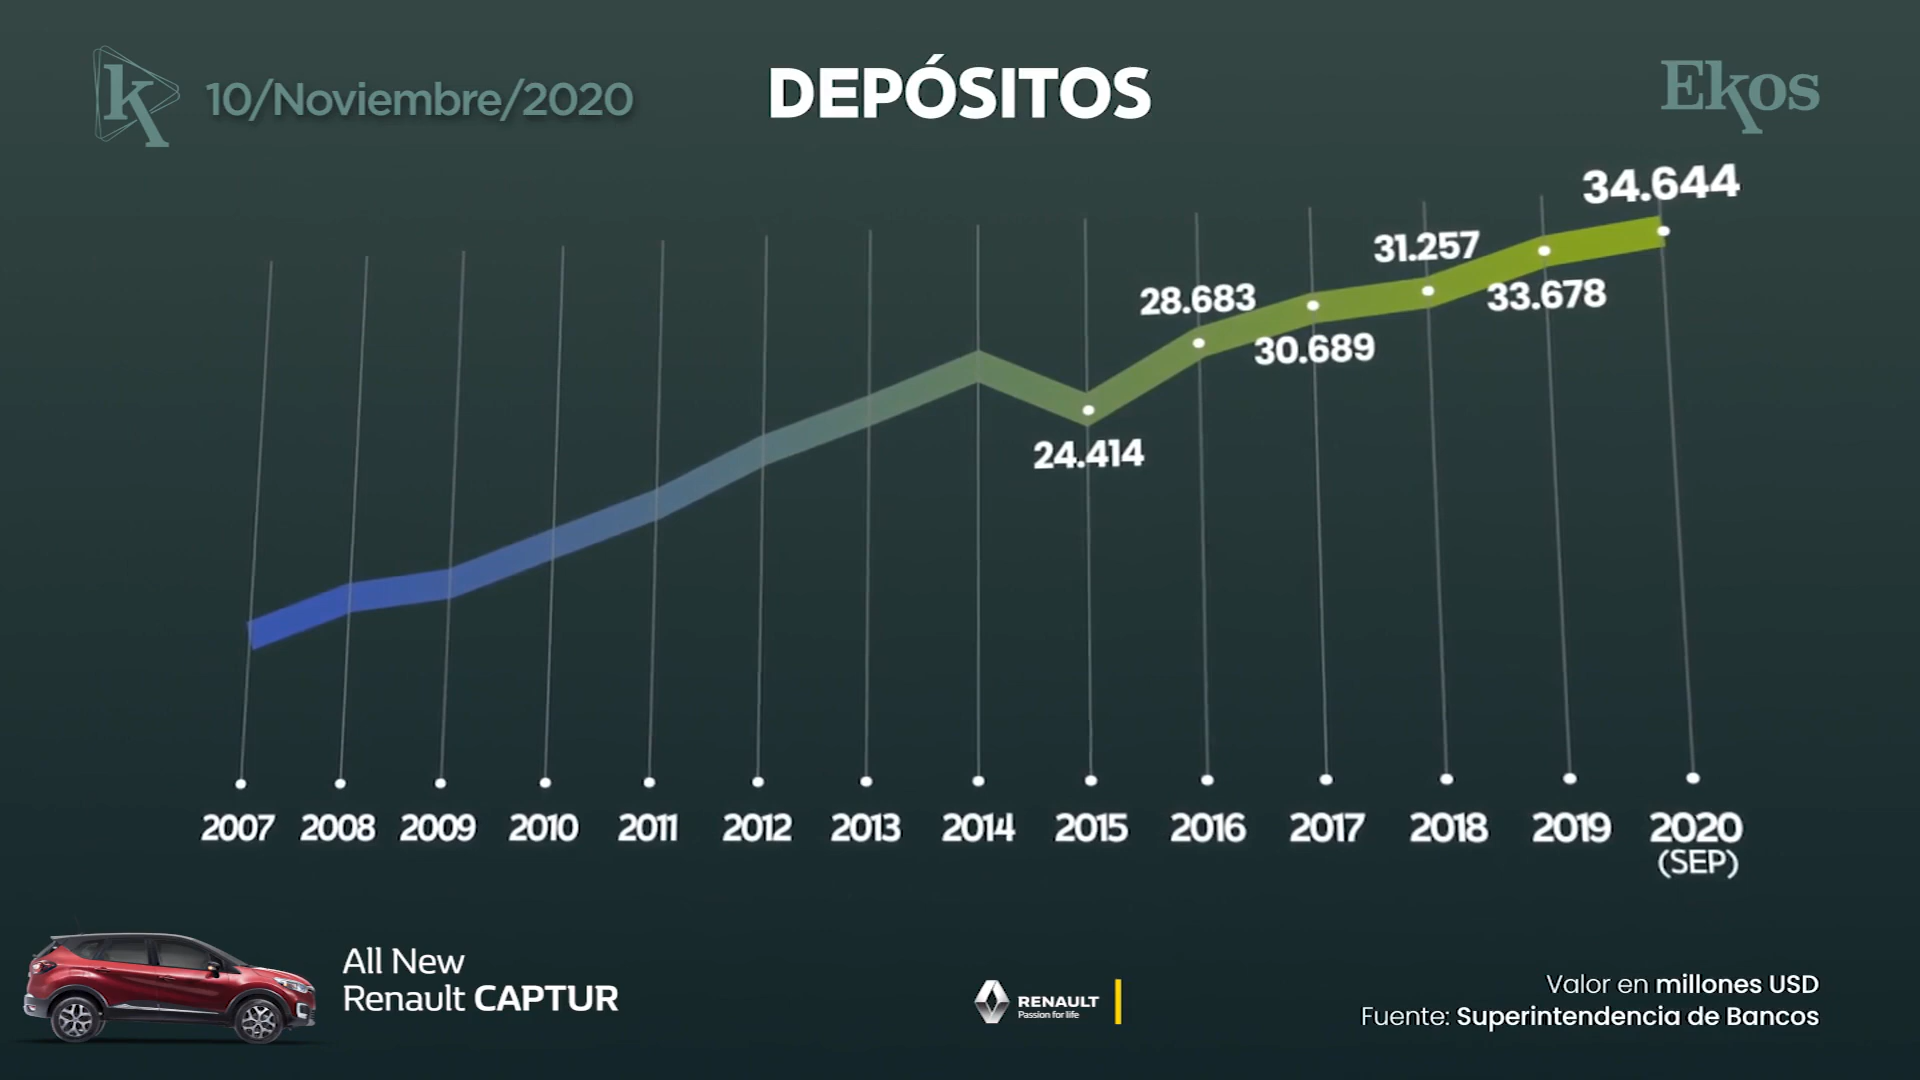 k
10/Noviembre/2020
DEPÓSITOS
Ekos
34.644
31.257
33.678
28.683
30.689
24.414
2007 2008 2009 2010 2011 2012 2013 2014 2015 2016 2017 2018 2019 2020
(SEP)
All New
Renault CAPTUR
RENAULT
Passion for life
Valor en millones USD
Fuente: Superintendencia de Bancos